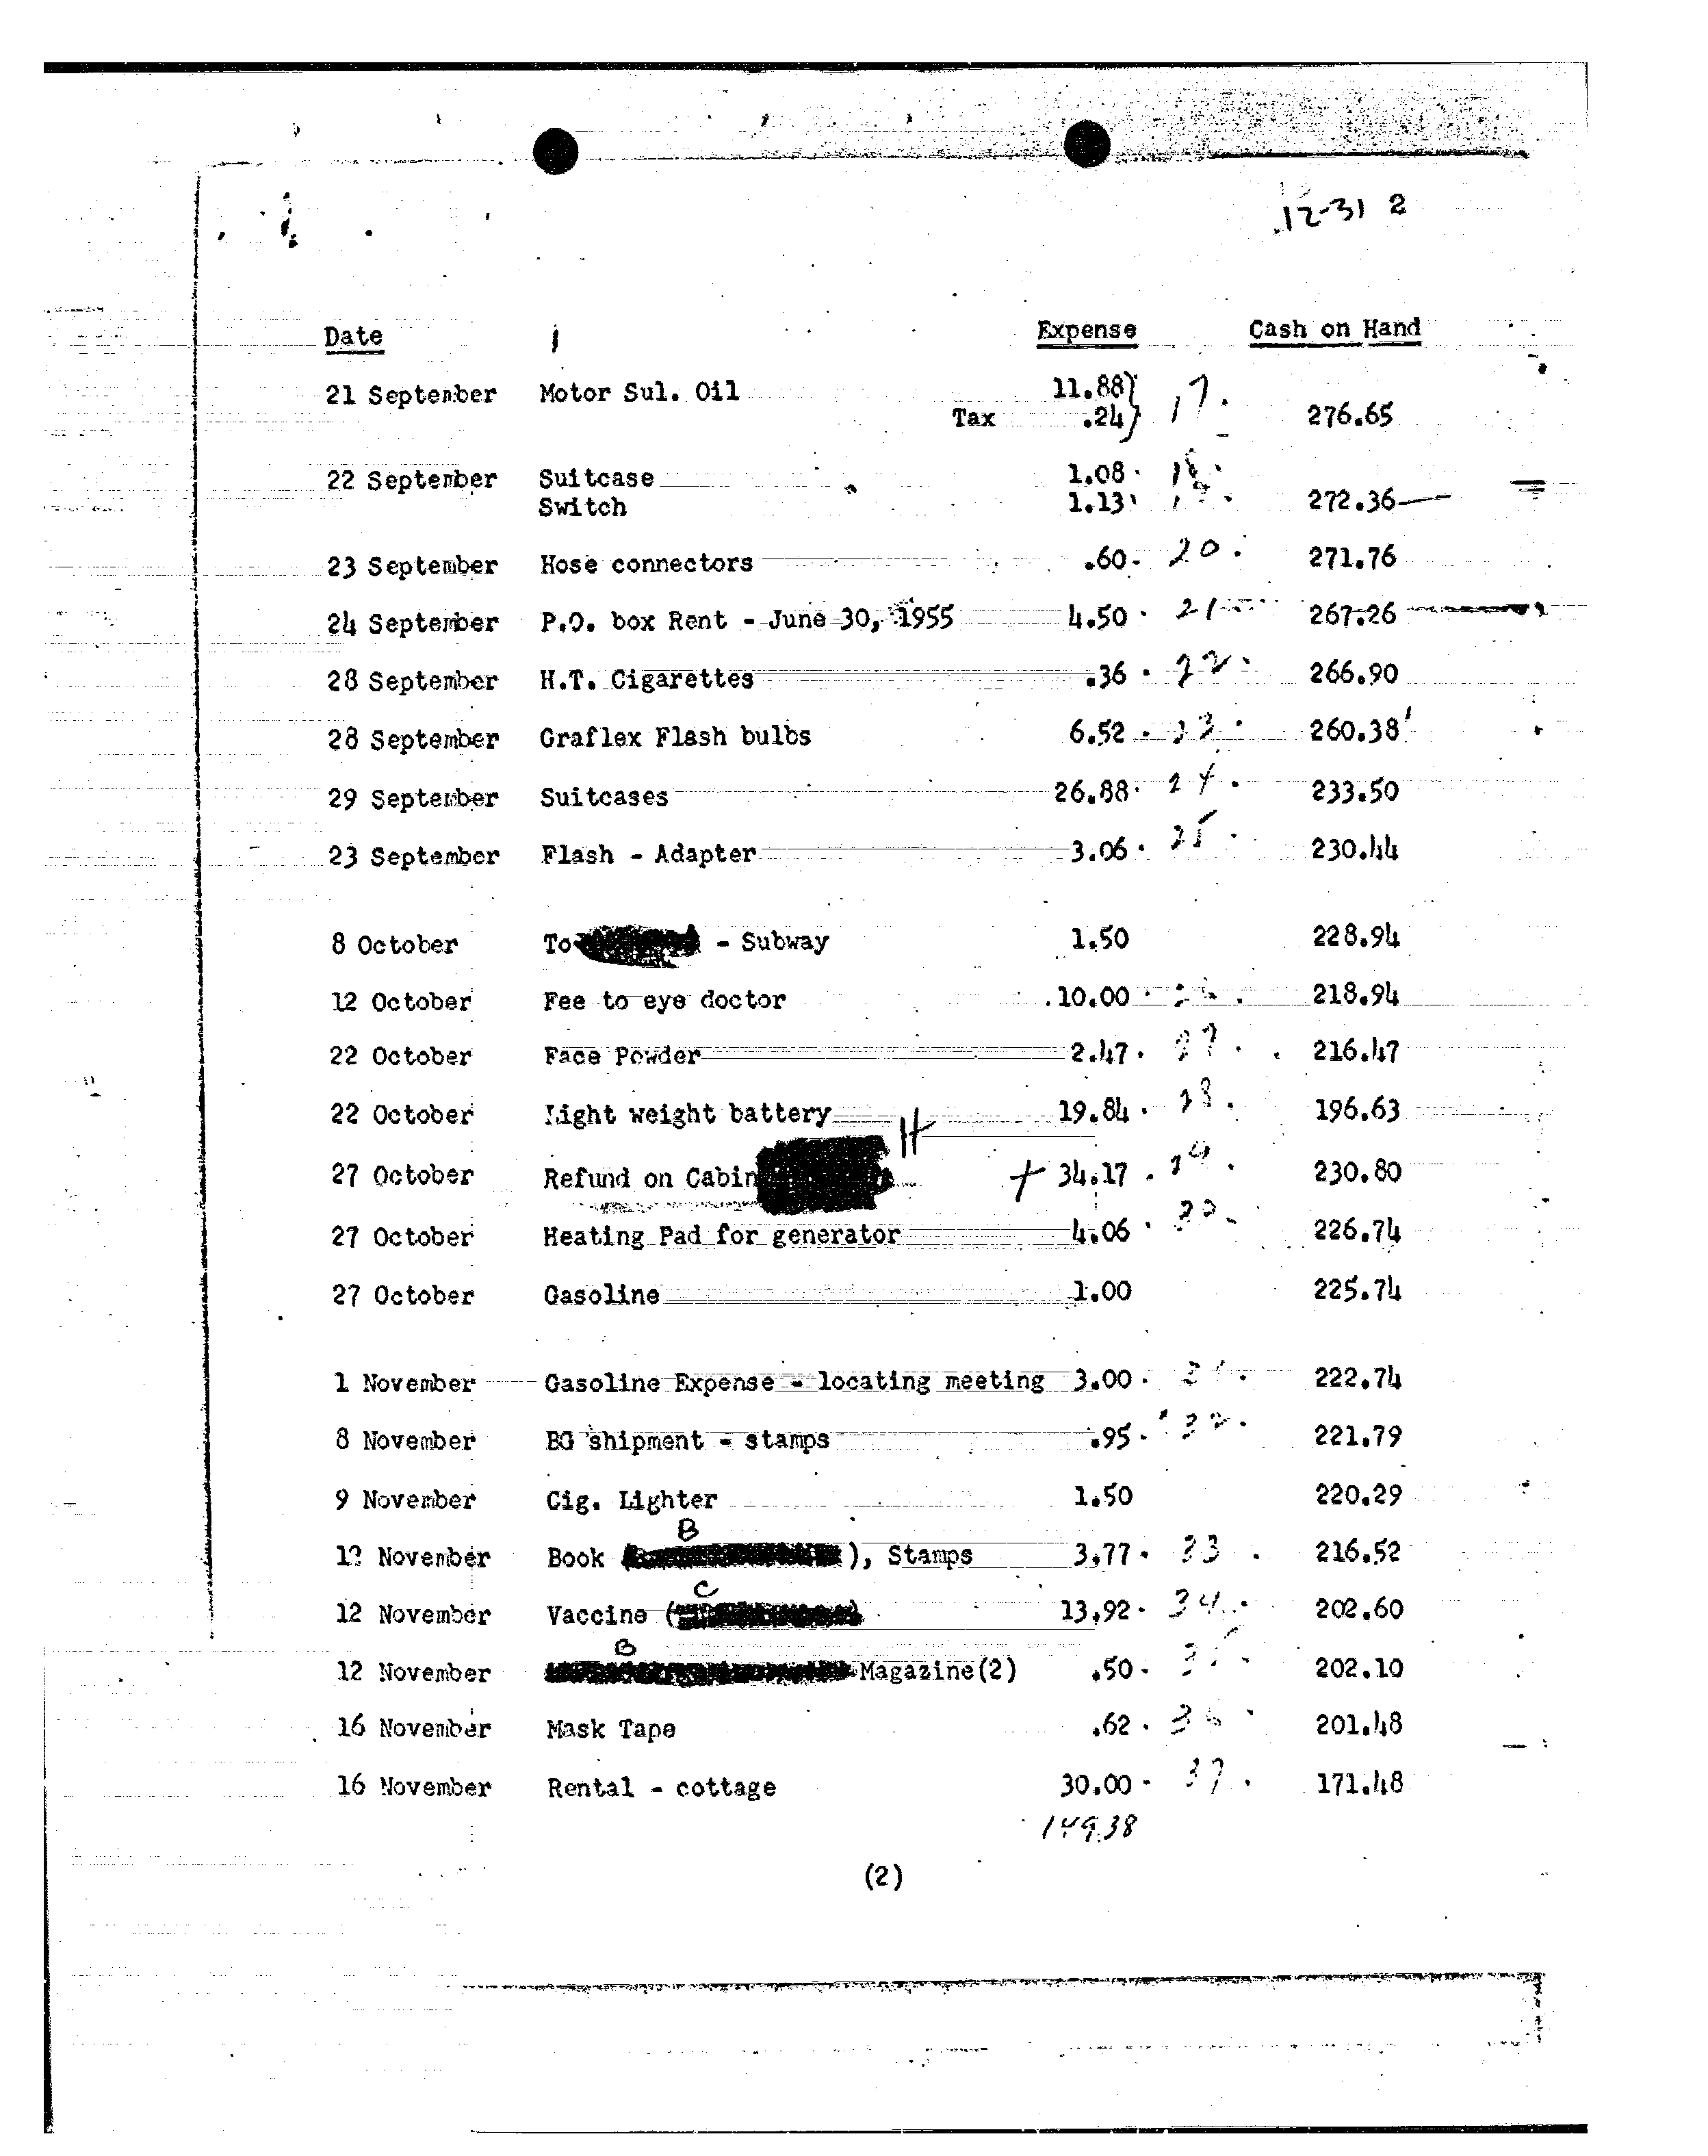 12-31 2
Date Expense Cash on Hand
21 September Motor Sul. Oil 11.88) 17.
Tax .24) 276.65
22 September Suitcase 1.08 18.
Switch 1.13 272.36
23 September Hose connectors .60 20. 271.76
24 September P.O. box Rent - June 30, 1955 4.50 21 267.26
28 September H.T. Cigarettes .36 22 266.90
28 September Graflex Flash bulbs 6.52 23 260.38
29 September Suitcases 26.88 24. 233.50
23 September Flash - Adapter 3.06 25 230.44
8 October To - Subway 1.50 228.94
12 October Fee to eye doctor 10.00 218.94
22 October Face Powder 2.47 27. 216.47
22 October Light weight battery 19.84 28. 196.63
H
27 October Refund on Cabin + 34.17 29. 230.80
27 October Heating Pad for generator 4.06 30 226.74
27 October Gasoline 1.00 225.74
1 November Gasoline Expense - locating meeting 3.00 222.74
8 November BG shipment - stamps .95 32. 221.79
9 November Cig. Lighter 1.50 220.29
B
November Book ( ), Stamps 3.77 33. 216.52
C
12 November Vaccine ( ) 13.92 34. 202.60
B
12 November Magazine(2) .50 202.10
16 November Mask Tape .62 36 201.48
16 November Rental - cottage 30.00 37. 171.48
149.38
(2)